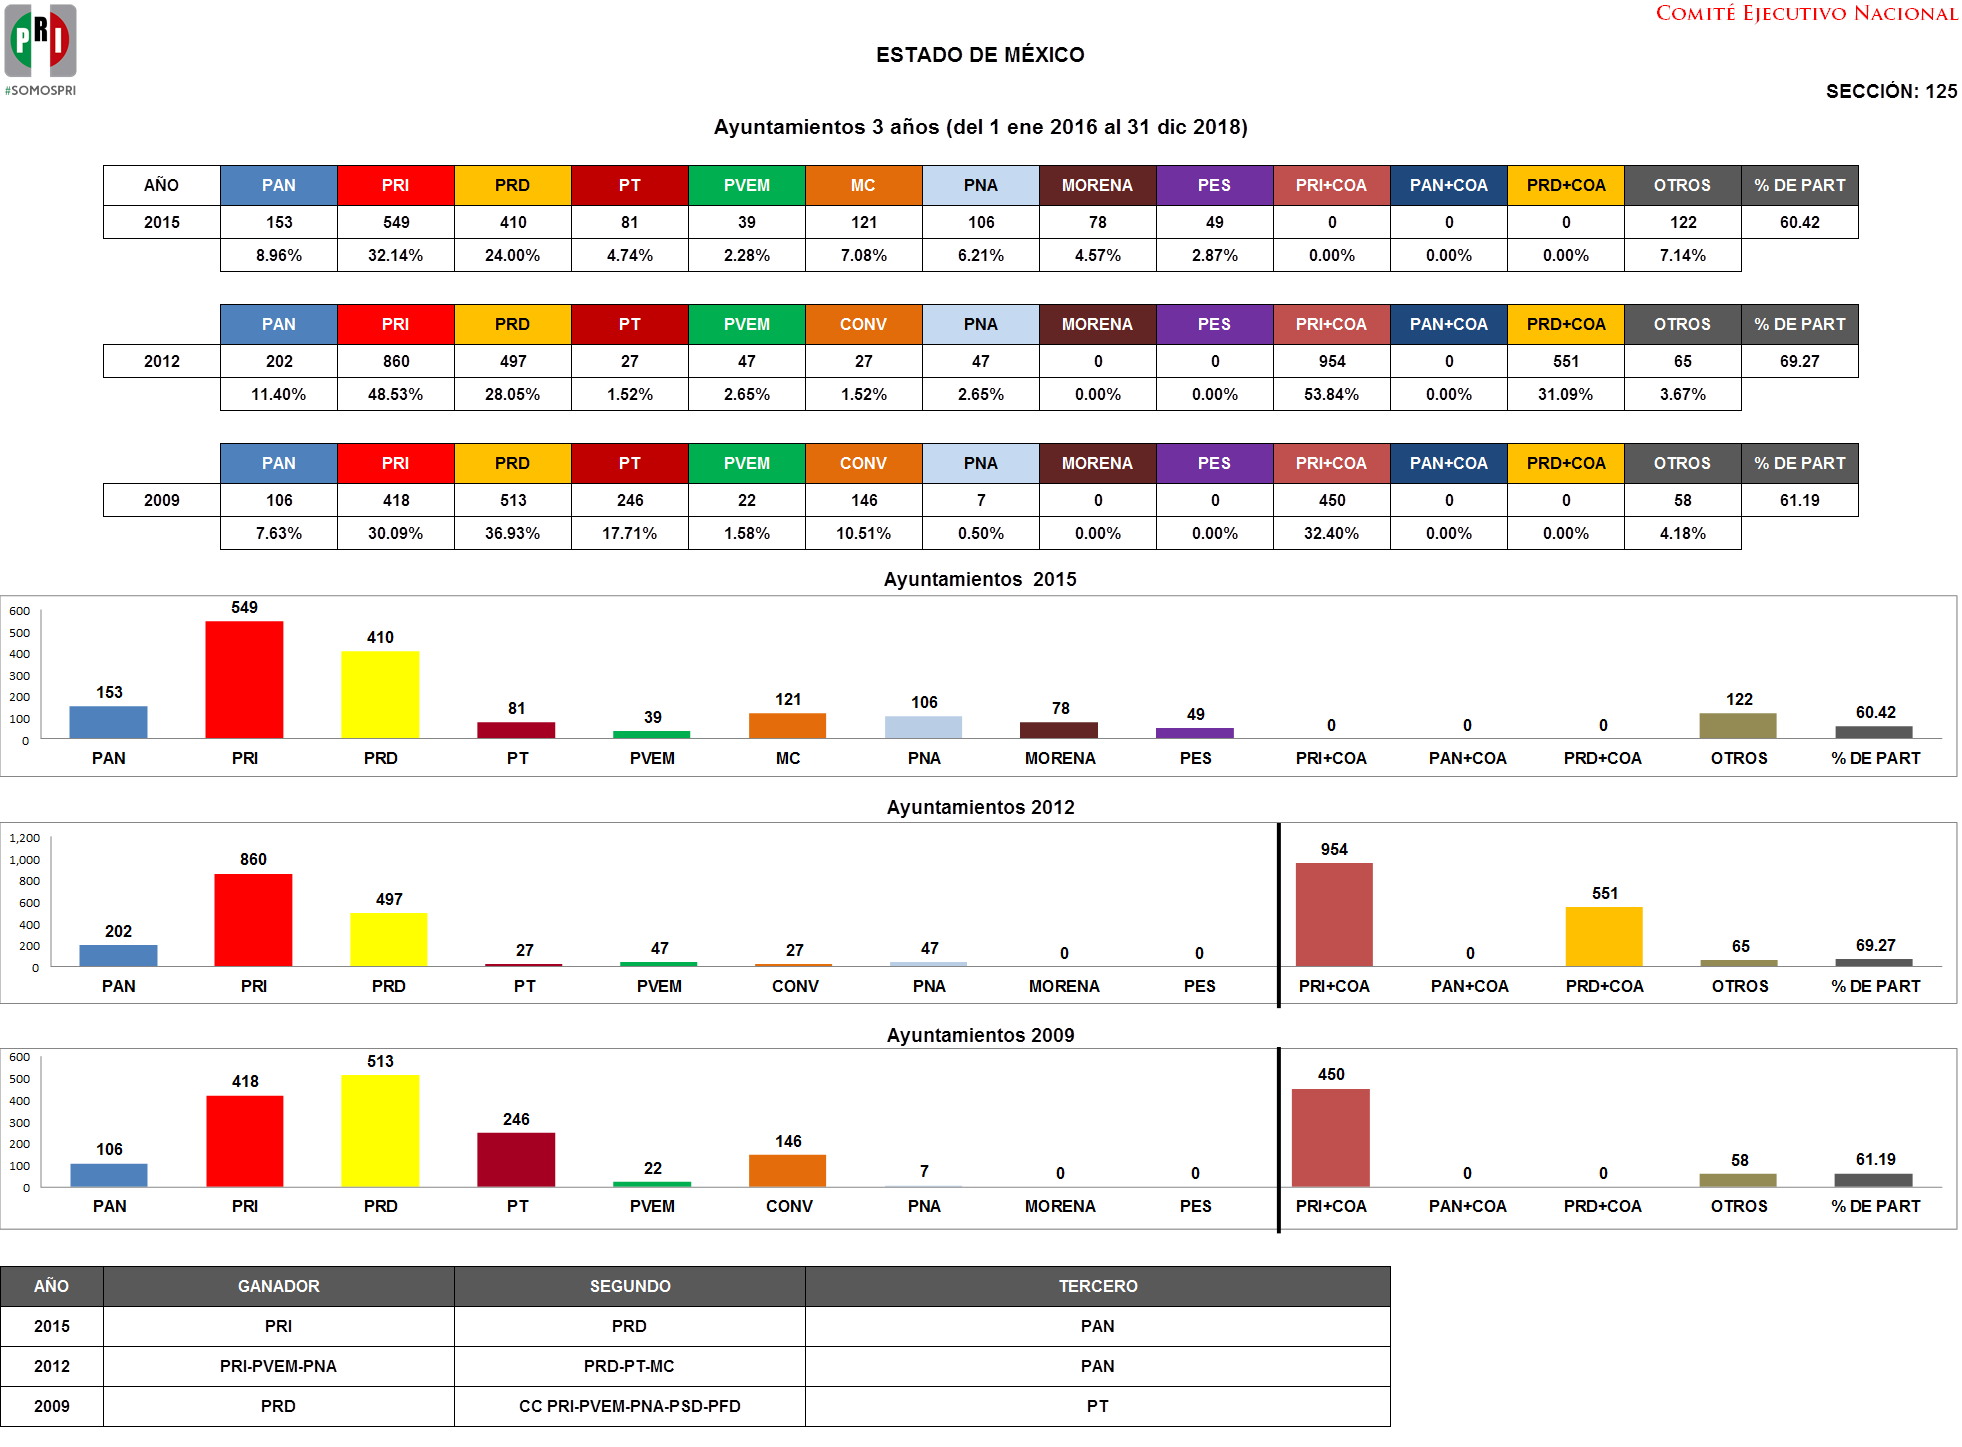 PRI
#SOMOSPRI
COMITÉ EJECUTIVO NACIONAL
ESTADO DE MÉXICO
SECCIÓN: 125
Ayuntamientos 3 años (del 1 ene 2016 al 31 dic 2018)
AÑO PAN PRI PRD PT PVEM MC PNA MORENA PES PRI+COA PAN+COA PRD+COA OTROS % DE PART
2015 153 549 410 81 39 121 106 78 49 0 0 0 122 60.42
8.96% 32.14% 24.00% 4.74% 2.28% 7.08% 6.21% 4.57% 2.87% 0.00% 0.00% 0.00% 7.14%
PAN PRI PRD PT PVEM CONV PNA MORENA PES PRI+COA PAN+COA PRD+COA OTROS % DE PART
2012 202 860 497 27 47 27 47 0 0 954 0 551 65 69.27
11.40% 48.53% 28.05% 1.52% 2.65% 1.52% 2.65% 0.00% 0.00% 53.84% 0.00% 31.09% 3.67%
PAN PRI PRD PT PVEM CONV PNA MORENA PES PRI+COA PAN+COA PRD+COA OTROS % DE PART
2009 106 418 513 246 22 146 7 0 0 450 0 0 58 61.19
7.63% 30.09% 36.93% 17.71% 1.58% 10.51% 0.50% 0.00% 0.00% 32.40% 0.00% 0.00% 4.18%
Ayuntamientos 2015
600
500
400
300
200
100
0
153 549 410 81 39 121 106 78 49 0 0 0 122 60.42
PAN PRI PRD PT PVEM MC PNA MORENA PES PRI+COA PAN+COA PRD+COA OTROS % DE PART
Ayuntamientos 2012
1,200
1,000
800
600
400
200
0
202 860 497 27 47 27 47 0 0 954 0 551 65 69.27
PAN PRI PRD PT PVEM CONV PNA MORENA PES PRI+COA PAN+COA PRD+COA OTROS % DE PART
Ayuntamientos 2009
600
500
400
300
200
100
0
106 418 513 246 22 146 7 0 0 450 0 0 58 61.19
PAN PRI PRD PT PVEM CONV PNA MORENA PES PRI+COA PAN+COA PRD+COA OTROS % DE PART
AÑO GANADOR SEGUNDO TERCERO
2015 PRI PRD PAN
2012 PRI-PVEM-PNA PRD-PT-MC PAN
2009 PRD CC PRI-PVEM-PNA-PSD-PFD PT